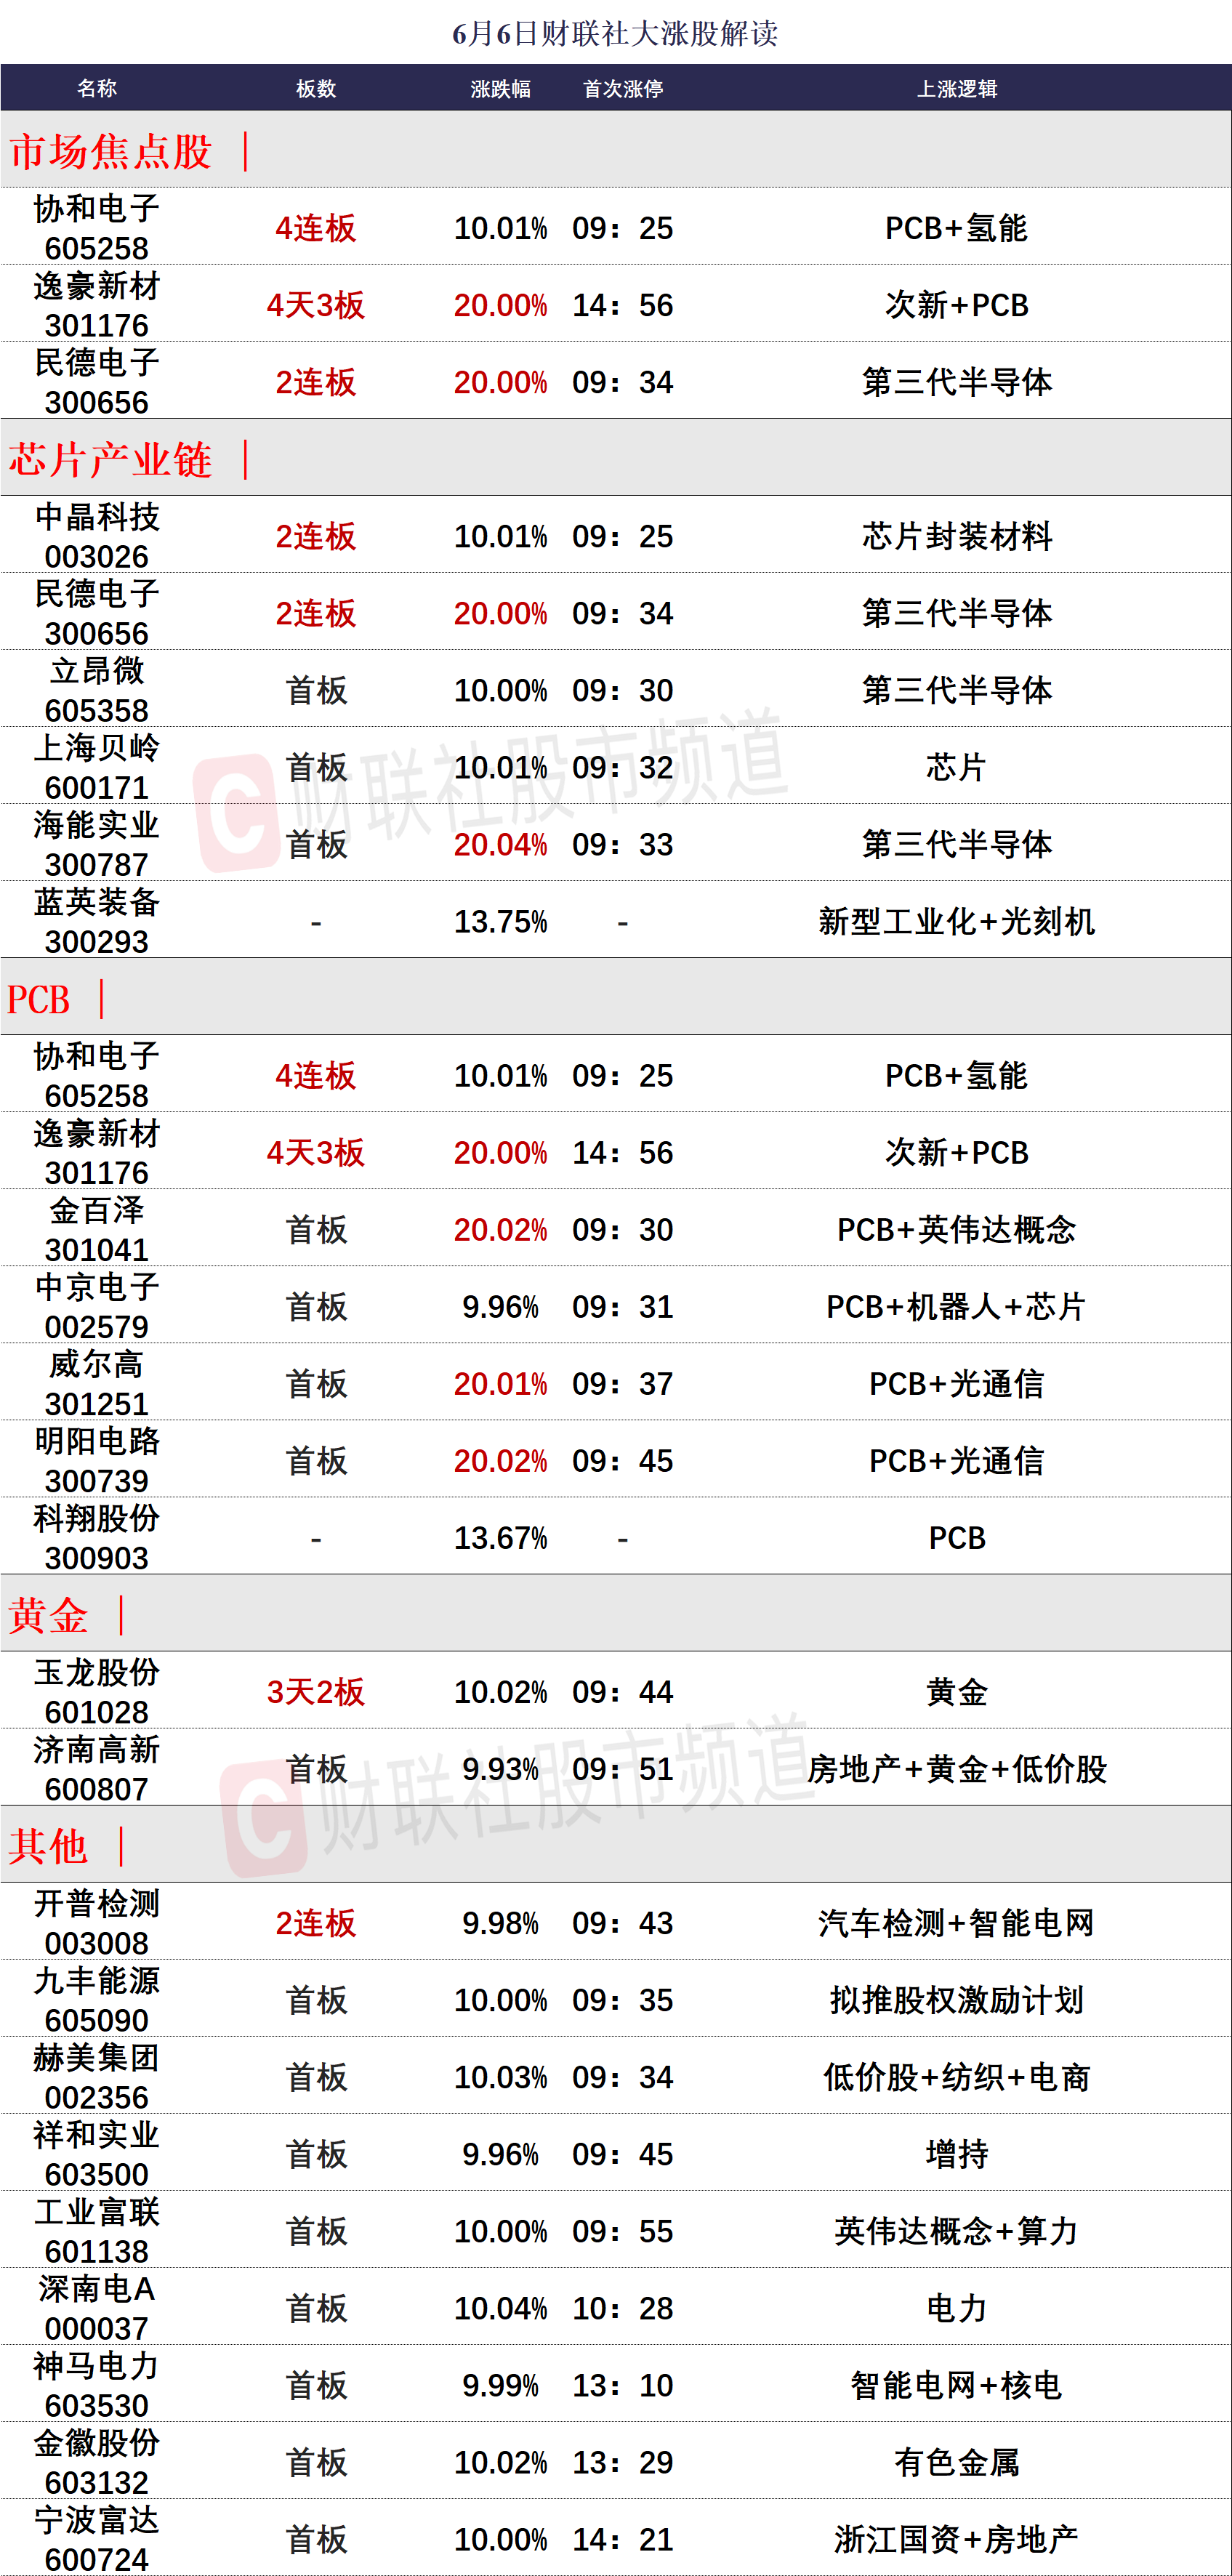 6月6日财联社大涨股解读
名称 板数 涨跌幅 首次涨停 上涨逻辑
市场焦点股 ｜
协和电子
605258 4连板 10.01% 09：25 PCB+氢能
逸豪新材
301176 4天3板 20.00% 14：56 次新+PCB
民德电子
300656 2连板 20.00% 09：34 第三代半导体
芯片产业链 ｜
中晶科技
003026 2连板 10.01% 09：25 芯片封装材料
民德电子
300656 2连板 20.00% 09：34 第三代半导体
立昂微
605358 首板 10.00% 09：30 第三代半导体
上海贝岭
600171 首板 10.01% 09：32 芯片
海能实业
300787 首板 20.04% 09：33 第三代半导体
蓝英装备
300293 - 13.75% - 新型工业化+光刻机
财联社股市频道
PCB ｜
协和电子
605258 4连板 10.01% 09：25 PCB+氢能
逸豪新材
301176 4天3板 20.00% 14：56 次新+PCB
金百泽
301041 首板 20.02% 09：30 PCB+英伟达概念
中京电子
002579 首板 9.96% 09：31 PCB+机器人+芯片
威尔高
301251 首板 20.01% 09：37 PCB+光通信
明阳电路
300739 首板 20.02% 09：45 PCB+光通信
科翔股份
300903 - 13.67% - PCB
黄金 ｜
玉龙股份
601028 3天2板 10.02% 09：44 黄金
济南高新
600807 首板 9.93% 09：51 房地产+黄金+低价股
财联社股市频道
其他 ｜
开普检测
003008 2连板 9.98% 09：43 汽车检测+智能电网
九丰能源
605090 首板 10.00% 09：35 拟推股权激励计划
赫美集团
002356 首板 10.03% 09：34 低价股+纺织+电商
祥和实业
603500 首板 9.96% 09：45 增持
工业富联
601138 首板 10.00% 09：55 英伟达概念+算力
深南电A
000037 首板 10.04% 10：28 电力
神马电力
603530 首板 9.99% 13：10 智能电网+核电
金徽股份
603132 首板 10.02% 13：29 有色金属
宁波富达
600724 首板 10.00% 14：21 浙江国资+房地产